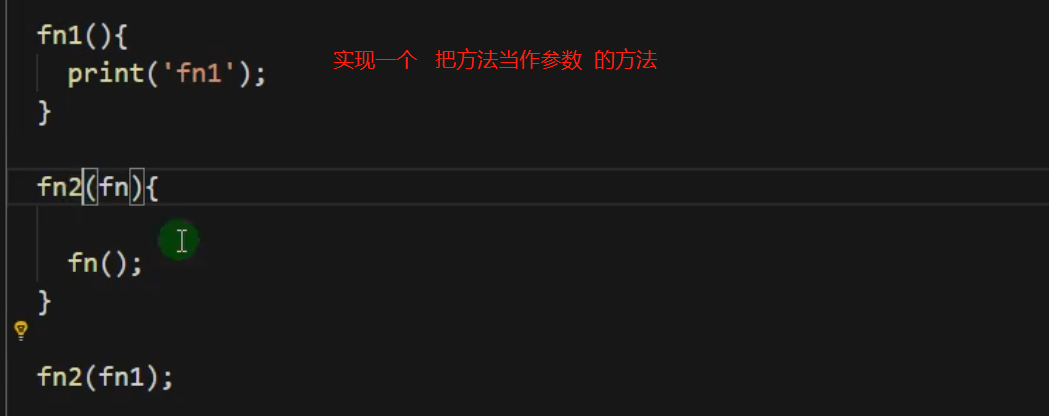 fn1(){
实现一个 把方法当作参数 的方法
print('fn1');
}
fn2(fn){
fn();
}
fn2(fn1);